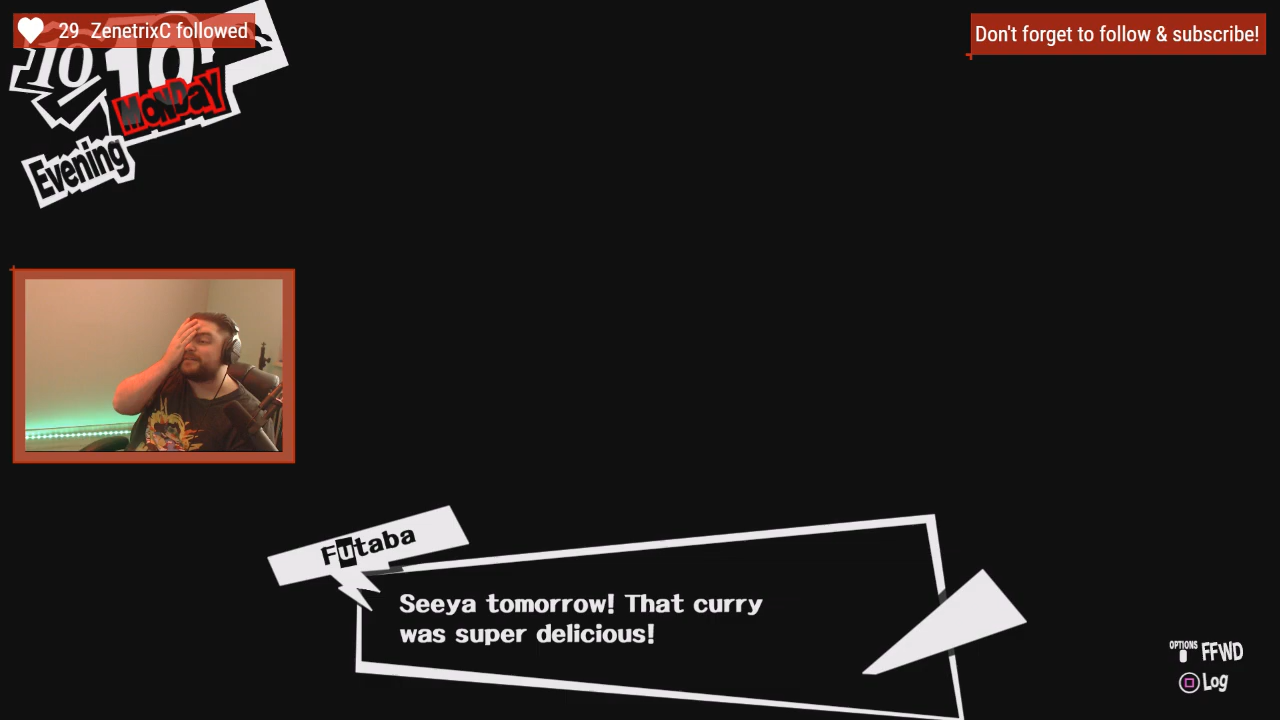 29 ZenetrixC followed
Don't forget to follow & subscribe!
10 10
MONDAY
Evening
Futaba
Seeya tomorrow! That curry
was super delicious!
OPTIONS FFWD
Log